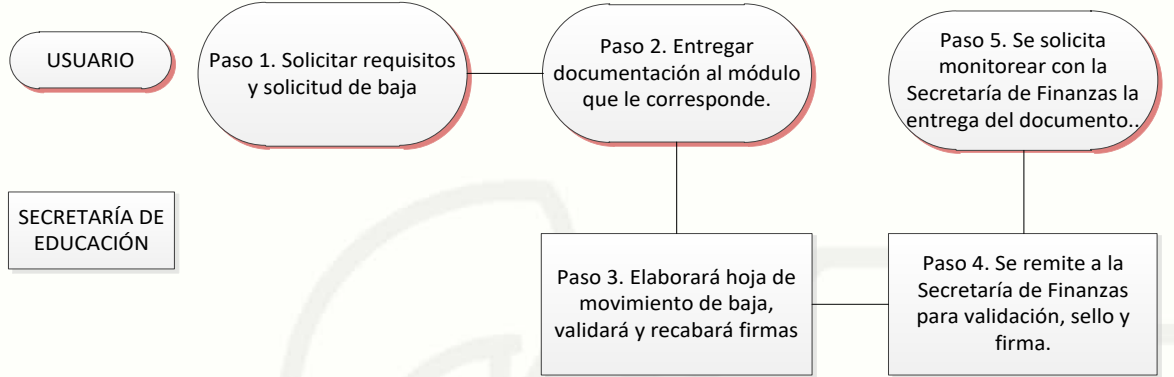 USUARIO
Paso 1. Solicitar requisitos
y solicitud de baja
Paso 2. Entregar
documentación al módulo
que le corresponde.
Paso 5. Se solicita
monitorear con la
Secretaría de Finanzas la
entrega del documento..
SECRETARÍA DE
EDUCACIÓN
Paso 3. Elaborará hoja de
movimiento de baja,
validará y recabará firmas
Paso 4. Se remite a la
Secretaría de Finanzas
para validación, sello y
firma.